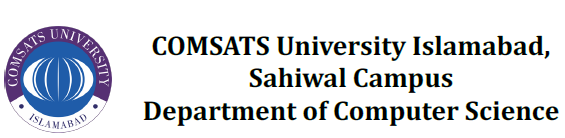 COMSATS UNIVERSITY
ISLAMABAD
COMSATS University Islamabad,
Sahiwal Campus
Department of Computer Science